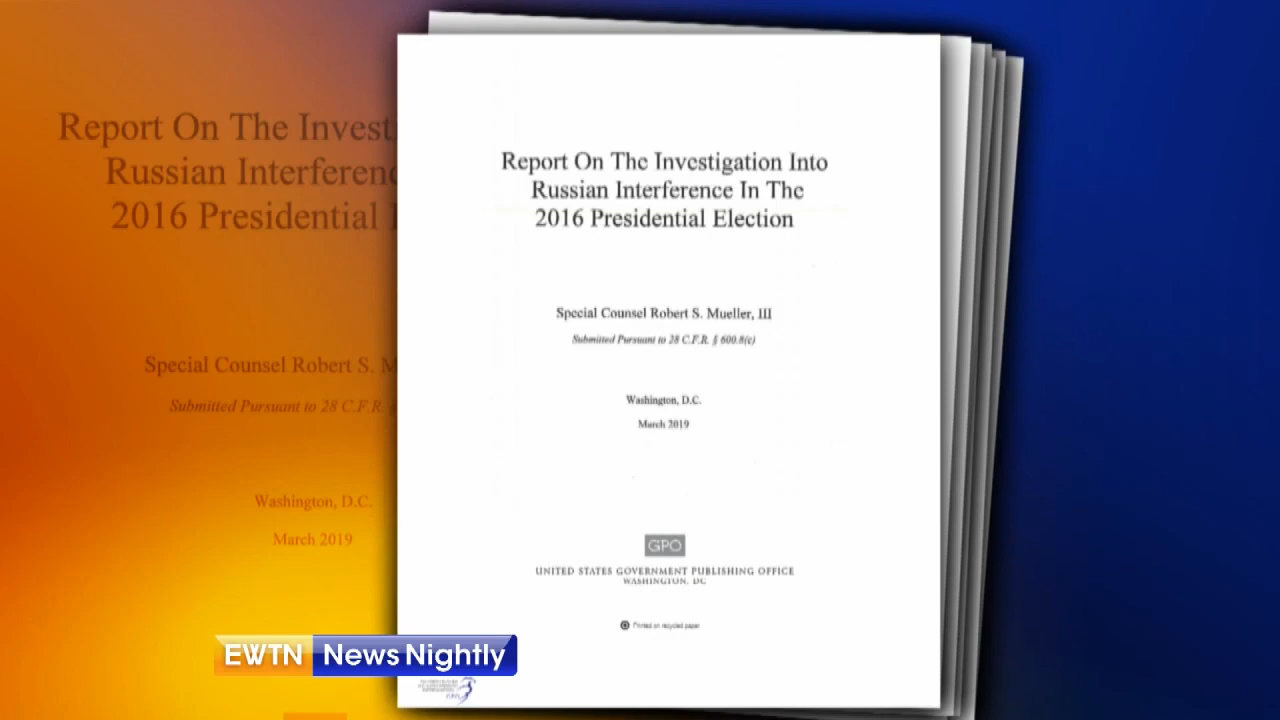 Report On The Invest
Russian Interferenc
2016 Presidential
Special Counsel Robert S. M
Submitted Pursuant to 28 C.F.R. §
Washington, D.C.
March 2019
Report On The Investigation Into
Russian Interference In The
2016 Presidential Election
Special Counsel Robert S. Mueller, III
Submitted Pursuant to 28 C.F.R. § 600.8(c)
Washington, D.C.
March 2019
GPO
UNITED STATES GOVERNMENT PUBLISHING OFFICE
WASHINGTON, DC
Printed on recycled paper
EWTN News Nightly